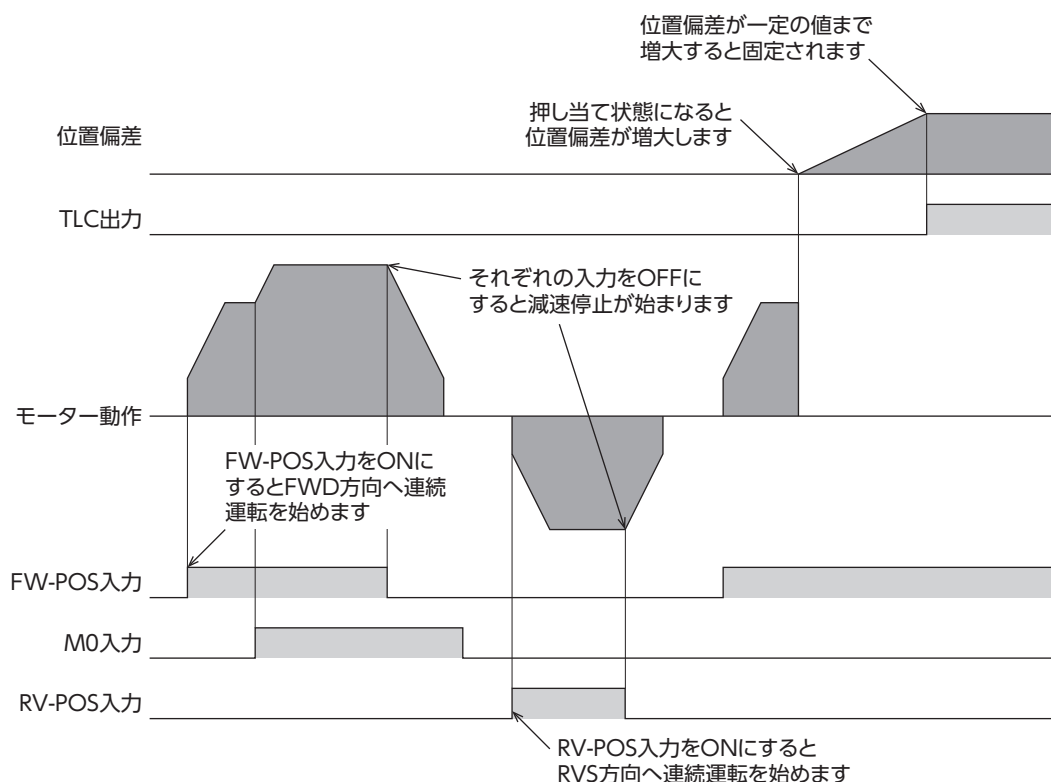 位置偏差が一定の値まで
増大すると固定されます
押し当て状態になると
位置偏差が増大します
位置偏差
TLC出力
それぞれの入力をOFFに
すると減速停止が始まります
モーター動作
FW-POS入力をONに
するとFWD方向へ連続
運転を始めます
FW-POS入力
M0入力
RV-POS入力
RV-POS入力をONにすると
RVS方向へ連続運転を始めます